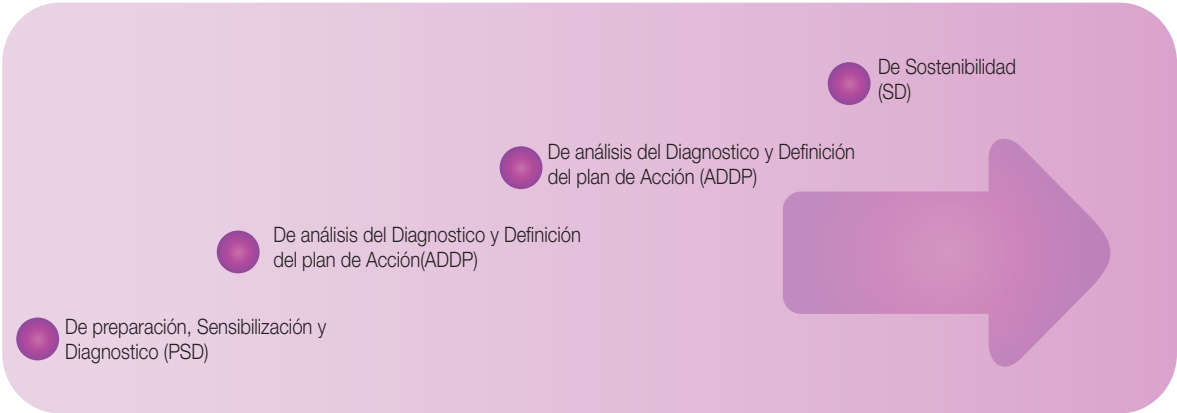 De Sostenibilidad
(SD)
De análisis del Diagnostico y Definición
del plan de Acción (ADDP)
De análisis del Diagnostico y Definición
del plan de Acción(ADDP)
De preparación, Sensibilización y
Diagnostico (PSD)